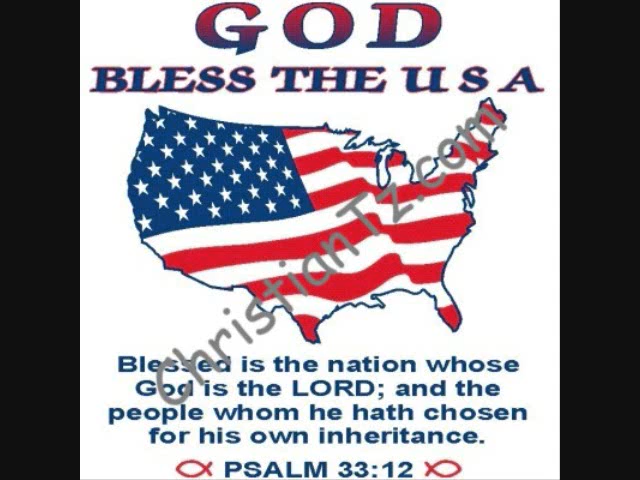 GOD
BLESS THE U S A
ChristianTz.com
Blessed is the nation whose
God is the LORD; and the
people whom he hath chosen
for his own inheritance.
PSALM 33:12